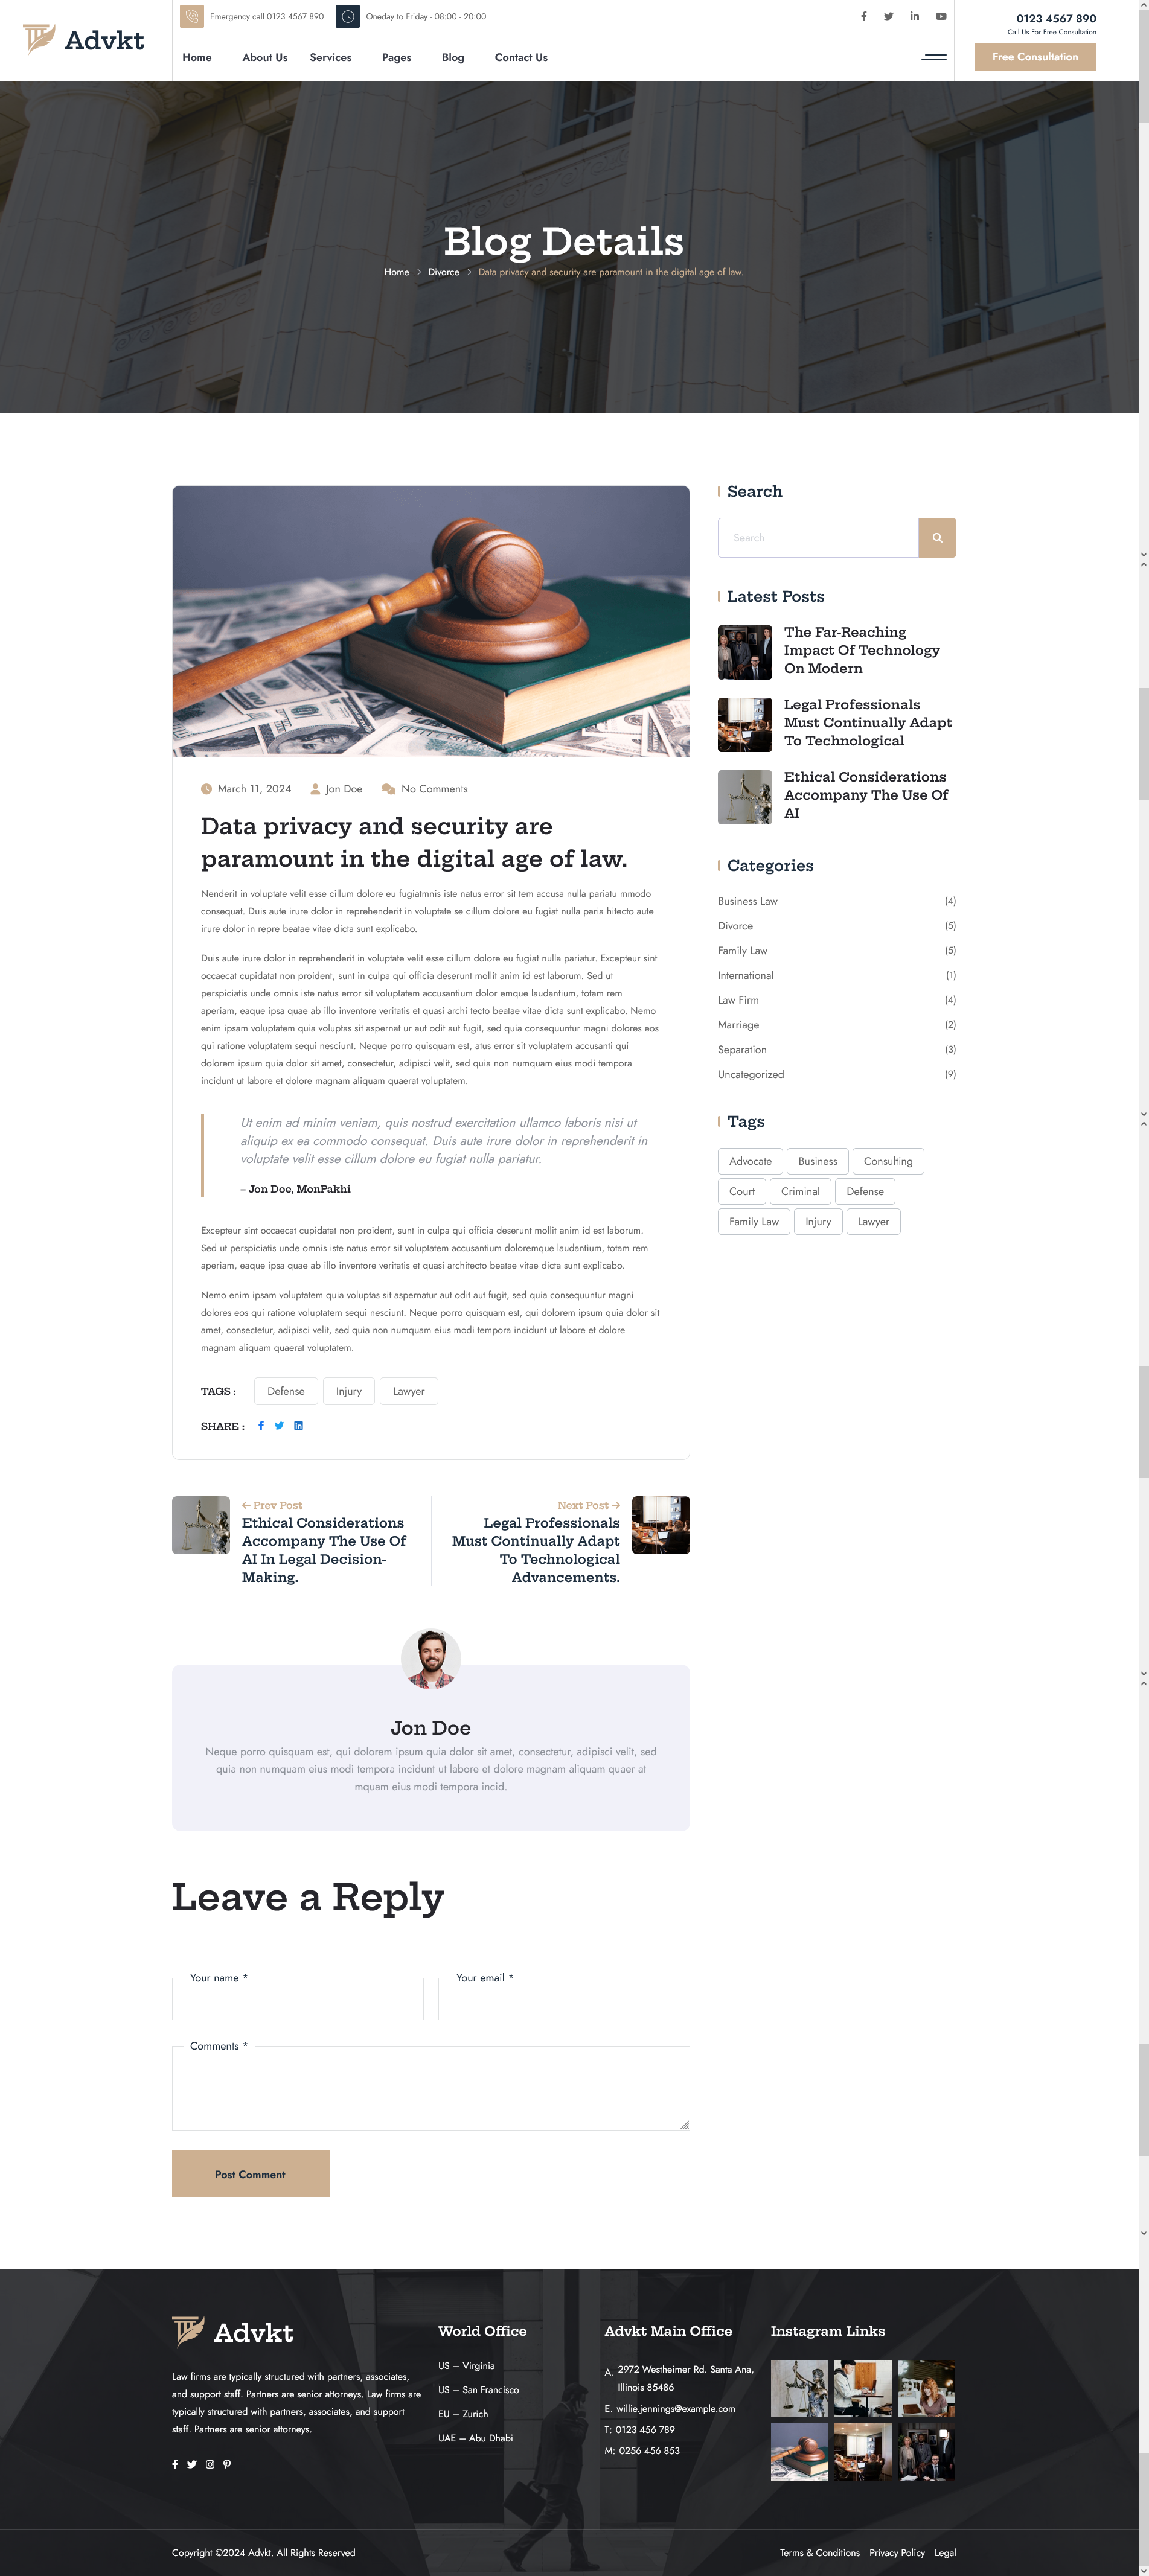 Advkt
Emergency call 0123 4567 890
Oneday to Friday - 08:00 - 20:00
Home
About Us
Services
Pages
Blog
Contact Us
0123 4567 890
Call Us For Free Consultation
Free Consultation
Blog Details
Home > Divorce > Data privacy and security are paramount in the digital age of law.
March 11, 2024
Jon Doe
No Comments
Data privacy and security are
paramount in the digital age of law.
Nenderit in voluptate velit esse cillum dolore eu fugiatmnis iste natus error sit tem accusa nulla pariatu mmodo
consequat. Duis aute irure dolor in reprehenderit in voluptate se cillum dolore eu fugiat nulla paria hitecto aute
irure dolor in repre beatae vitae dicta sunt explicabo.
Duis aute irure dolor in reprehenderit in voluptate velit esse cillum dolore eu fugiat nulla pariatur. Excepteur sint
occaecat cupidatat non proident, sunt in culpa qui officia deserunt mollit anim id est laborum. Sed ut
perspiciatis unde omnis iste natus error sit voluptatem accusantium dolor emque laudantium, totam rem
aperiam, eaque ipsa quae ab illo inventore veritatis et quasi archi tecto beatae vitae dicta sunt explicabo. Nemo
enim ipsam voluptatem quia voluptas sit aspernat ur aut odit aut fugit, sed quia consequuntur magni dolores eos
qui ratione voluptatem sequi nesciunt. Neque porro quisquam est, atus error sit voluptatem accusanti qui
dolorem ipsum quia dolor sit amet, consectetur, adipisci velit, sed quia non numquam eius modi tempora
incidunt ut labore et dolore magnam aliquam quaerat voluptatem.
Ut enim ad minim veniam, quis nostrud exercitation ullamco laboris nisi ut
aliquip ex ea commodo consequat. Duis aute irure dolor in reprehenderit in
voluptate velit esse cillum dolore eu fugiat nulla pariatur.
– Jon Doe, MonPakhi
Excepteur sint occaecat cupidatat non proident, sunt in culpa qui officia deserunt mollit anim id est laborum.
Sed ut perspiciatis unde omnis iste natus error sit voluptatem accusantium doloremque laudantium, totam rem
aperiam, eaque ipsa quae ab illo inventore veritatis et quasi architecto beatae vitae dicta sunt explicabo.
Nemo enim ipsam voluptatem quia voluptas sit aspernatur aut odit aut fugit, sed quia consequuntur magni
dolores eos qui ratione voluptatem sequi nesciunt. Neque porro quisquam est, qui dolorem ipsum quia dolor sit
amet, consectetur, adipisci velit, sed quia non numquam eius modi tempora incidunt ut labore et dolore
magnam aliquam quaerat voluptatem.
TAGS : Defense Injury Lawyer
SHARE :
Prev Post
Ethical Considerations
Accompany The Use Of
AI In Legal Decision-
Making.
Next Post
Legal Professionals
Must Continually Adapt
To Technological
Advancements.
Jon Doe
Neque porro quisquam est, qui dolorem ipsum quia dolor sit amet, consectetur, adipisci velit, sed
quia non numquam eius modi tempora incidunt ut labore et dolore magnam aliquam quaer at
mquam eius modi tempora incid.
Leave a Reply
Your name *
Your email *
Comments *
Post Comment
Search
Search
Latest Posts
The Far-Reaching
Impact Of Technology
On Modern
Legal Professionals
Must Continually Adapt
To Technological
Ethical Considerations
Accompany The Use Of
AI
Categories
Business Law (4)
Divorce (5)
Family Law (5)
International (1)
Law Firm (4)
Marriage (2)
Separation (3)
Uncategorized (9)
Tags
Advocate Business Consulting
Court Criminal Defense
Family Law Injury Lawyer
Advkt
Law firms are typically structured with partners, associates,
and support staff. Partners are senior attorneys. Law firms are
typically structured with partners, associates, and support
staff. Partners are senior attorneys.
World Office
US – Virginia
US – San Francisco
EU – Zurich
UAE – Abu Dhabi
Advkt Main Office
A. 2972 Westheimer Rd. Santa Ana,
Illinois 85486
E. willie.jennings@example.com
T: 0123 456 789
M: 0256 456 853
Instagram Links
Copyright ©2024 Advkt. All Rights Reserved
Terms & Conditions Privacy Policy Legal